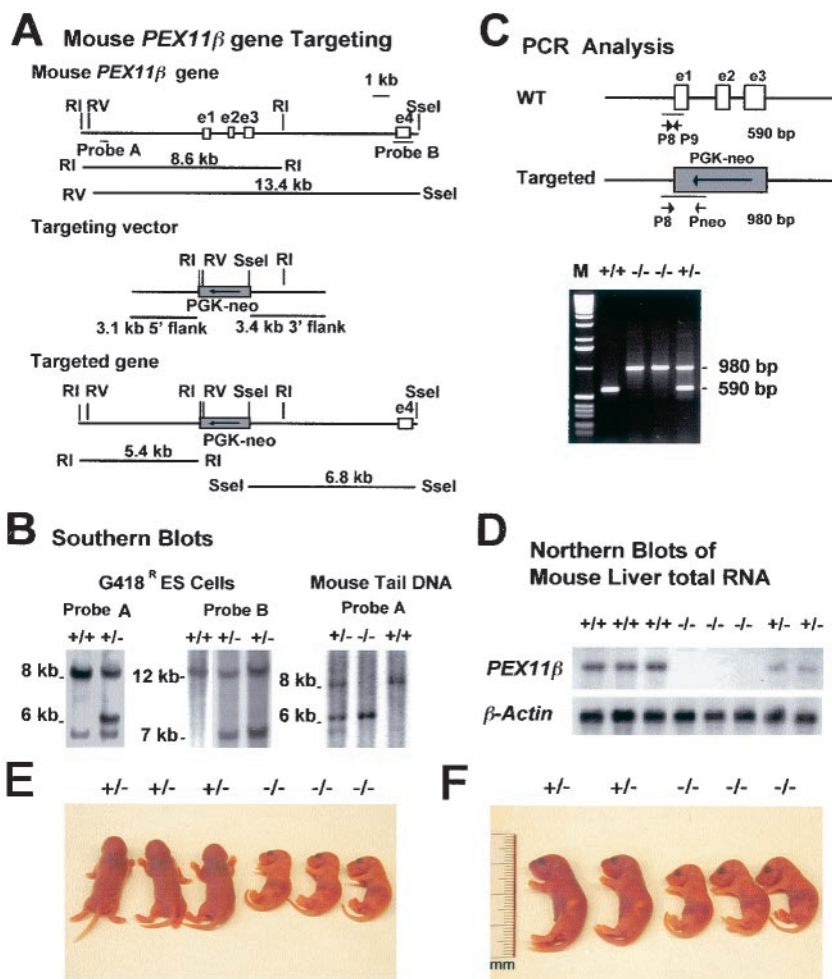 A Mouse PEX11β gene Targeting
Mouse PEX11β gene
1 kb
RI RV e1 e2 e3 RI e4 SseI
Probe A Probe B
RI 8.6 kb RI
RV 13.4 kb SseI
Targeting vector
RI RV SseI RI
PGK-neo
3.1 kb 5' flank 3.4 kb 3' flank
Targeted gene
RI RV RI RV SseI RI e4 SseI
PGK-neo
RI 5.4 kb RI
SseI 6.8 kb SseI
B Southern Blots
G418 R ES Cells Mouse Tail DNA
Probe A Probe B Probe A
+/+ +/- +/+ +/- +/- +/- -/- +/+
8 kb 12 kb 8 kb
6 kb 7 kb 6 kb
C PCR Analysis
e1 e2 e3
WT
P8 P9 590 bp
PGK-neo
Targeted
P8 Pneo 980 bp
M +/+ -/- -/- +/-
- 980 bp
- 590 bp
D Northern Blots of
Mouse Liver total RNA
+/+ +/+ +/+ -/- -/- -/- +/- +/-
PEX11β
β-Actin
E +/- +/- +/- -/- -/- -/-
F +/- +/- -/- -/- -/-
mm